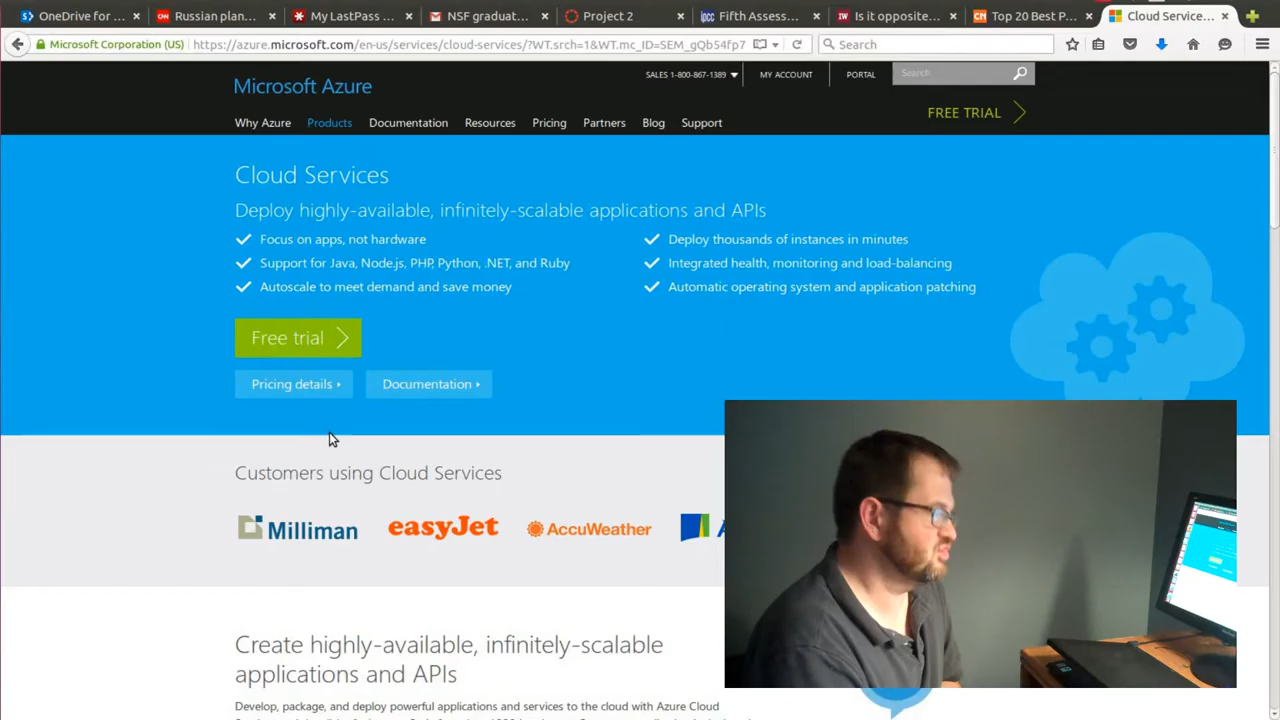 OneDrive for ...
Russian plan...
My LastPass ...
NSF graduat...
Project 2
Fifth Assess...
Is it opposite...
Top 20 Best P...
Cloud Service...
Microsoft Corporation (US)
https://azure.microsoft.com/en-us/services/cloud-services/?WT.srch=1&WT.mc_ID=SEM_gQb54fp7
Search
Microsoft Azure
SALES 1-800-867-1389
MY ACCOUNT
PORTAL
Search
FREE TRIAL
Why Azure
Products
Documentation
Resources
Pricing
Partners
Blog
Support
Cloud Services
Deploy highly-available, infinitely-scalable applications and APIs
Focus on apps, not hardware
Deploy thousands of instances in minutes
Support for Java, Node.js, PHP, Python, .NET, and Ruby
Integrated health, monitoring and load-balancing
Autoscale to meet demand and save money
Automatic operating system and application patching
Free trial
Pricing details
Documentation
Customers using Cloud Services
Milliman
easyJet
AccuWeather
Create highly-available, infinitely-scalable
applications and APIs
Develop, package, and deploy powerful applications and services to the cloud with Azure Cloud